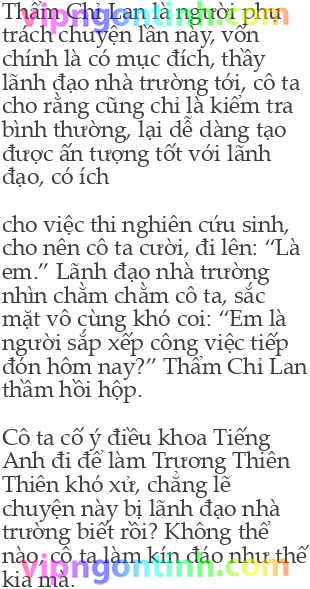 Thẩm Chỉ Lan là người phụ
vipngontinh.com
trách chuyện lần này, vốn
chính là có mục đích, thầy
lãnh đạo nhà trường tới, cô ta
cho rằng cũng chỉ là kiểm tra
bình thường, lại dễ dàng tạo
được ấn tượng tốt với lãnh
đạo, có ích
cho việc thi nghiên cứu sinh,
cho nên cô ta cười, đi lên: “Là
em.” Lãnh đạo nhà trường
nhìn chằm chằm cô ta, sắc
mặt vô cùng khó coi: “Em là
người sắp xếp công việc tiếp
đón hôm nay?” Thẩm Chỉ Lan
thầm hồi hộp.
Cô ta cố ý điều khoa Tiếng
Anh đi để làm Trương Thiên
Thiên khó xử, chẳng lẽ
chuyện này bị lãnh đạo nhà
trường biết rồi? Không thể
nào, cô ta làm kín đáo như thế
vipngontinh.com
kia mà.